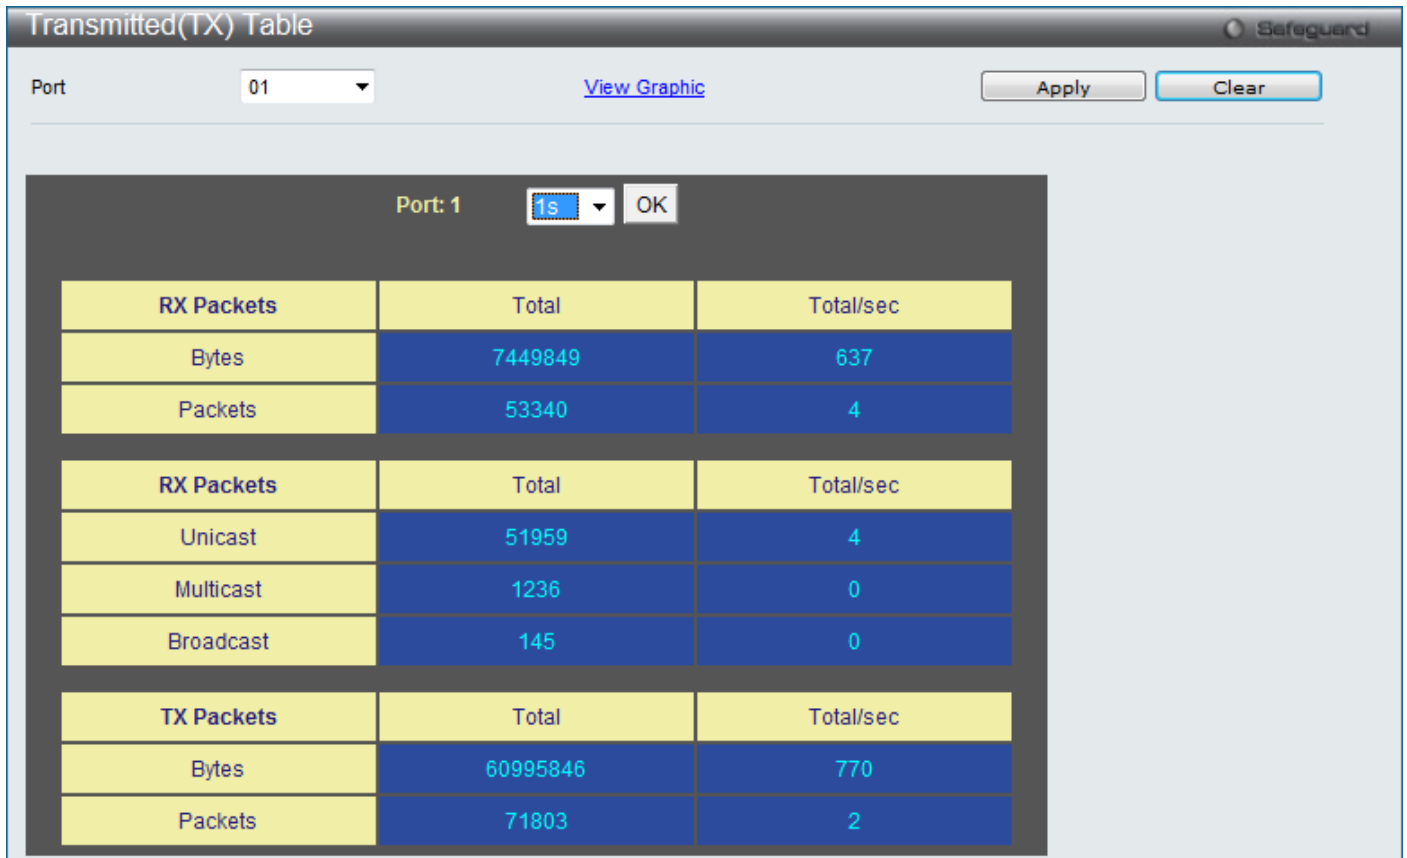 Transmitted(TX) Table Safeguard
Port 01 View Graphic Apply Clear
Port: 1 1s OK
RX Packets Total Total/sec
Bytes 7449849 637
Packets 53340 4
RX Packets Total Total/sec
Unicast 51959 4
Multicast 1236 0
Broadcast 145 0
TX Packets Total Total/sec
Bytes 60995846 770
Packets 71803 2